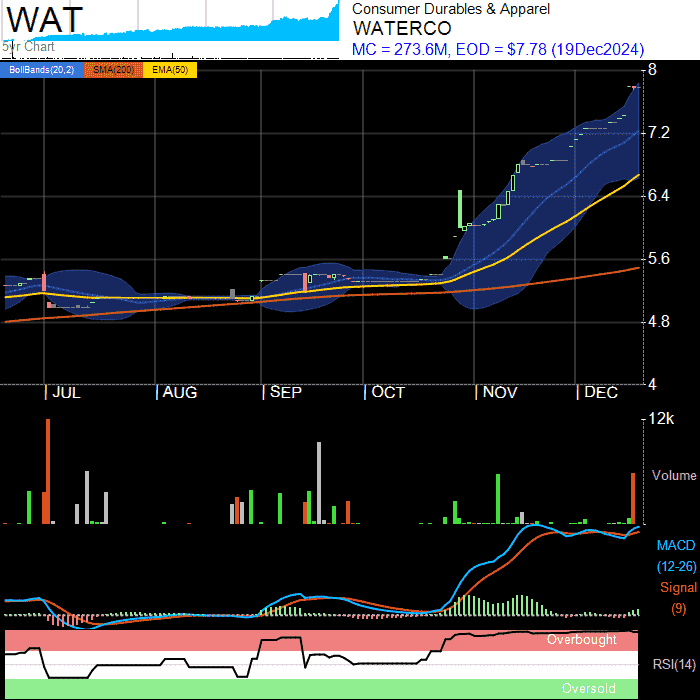 WAT
5yr Chart
Consumer Durables & Apparel
WATERCO
MC = 273.6M, EOD = $7.78 (19Dec2024)
BollBands(20,2) SMA(200) EMA(50)
8
7.2
6.4
5.6
4.8
4
JUL AUG SEP OCT NOV DEC
12k
Volume
MACD
(12-26)
Signal
(9)
Overbought
RSI(14)
Oversold